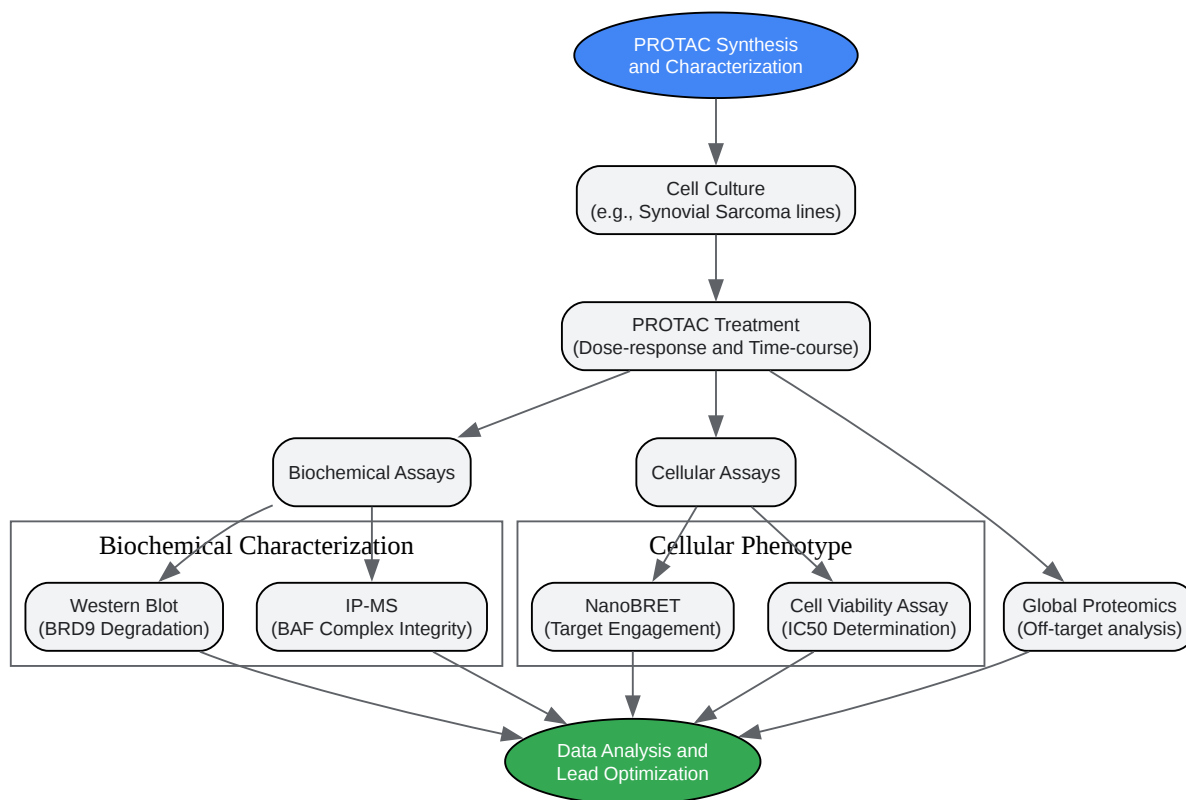 PROTAC Synthesis
and Characterization
Cell Culture
(e.g., Synovial Sarcoma lines)
PROTAC Treatment
(Dose-response and Time-course)
Biochemical Assays
Cellular Assays
Biochemical Characterization
Cellular Phenotype
Western Blot
(BRD9 Degradation)
IP-MS
(BAF Complex Integrity)
NanoBRET
(Target Engagement)
Cell Viability Assay
(IC50 Determination)
Global Proteomics
(Off-target analysis)
Data Analysis and
Lead Optimization